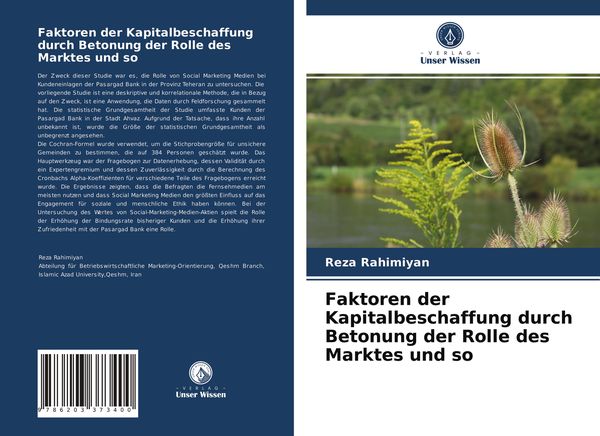 Faktoren der Kapitalbeschaffung
durch Betonung der Rolle des
Marktes und so
Der Zweck dieser Studie war es, die Rolle von Social Marketing Medien bei
Kundeneinlagen der Pasargad Bank in der Provinz Teheran zu untersuchen. Die
vorliegende Studie ist eine deskriptive und korrelationale Methode, die in Bezug
auf den Zweck, ist eine Anwendung, die Daten durch Feldforschung gesammelt
hat. Die statistische Grundgesamtheit der Studie umfasste Kunden der
Pasargad Bank in der Stadt Ahvaz. Aufgrund der Tatsache, dass ihre Anzahl
unbekannt ist, wurde die Größe der statistischen Grundgesamtheit als
unbegrenzt angesehen.
Die Cochran-Formel wurde verwendet, um die Stichprobengröße für unsichere
Gemeinden zu bestimmen, die auf 384 Personen geschätzt wurde. Das
Hauptwerkzeug war der Fragebogen zur Datenerhebung, dessen Validität durch
ein Expertengremium und dessen Zuverlässigkeit durch die Berechnung des
Cronbachs Alpha-Koeffizienten für verschiedene Teile des Fragebogens erreicht
wurde. Die Ergebnisse zeigten, dass die Befragten die Fernsehmedien am
meisten nutzen und dass Social Marketing Medien den größten Einfluss auf das
Engagement für soziale und menschliche Ethik haben können. Bei der
Untersuchung des Wertes von Social-Marketing-Medien-Aktien spielt die Rolle
der Erhöhung der Bindungsrate bisheriger Kunden und die Erhöhung ihrer
Zufriedenheit mit der Pasargad Bank eine Rolle.
Reza Rahimiyan
Abteilung für Betriebswirtschaftliche Marketing-Orientierung, Qeshm Branch,
Islamic Azad University,Qeshm, Iran
9 786203 373400
VERLAG
Unser Wissen
VERLAG
Unser Wissen
Reza Rahimiyan
Faktoren der
Kapitalbeschaffung durch
Betonung der Rolle des
Marktes und so